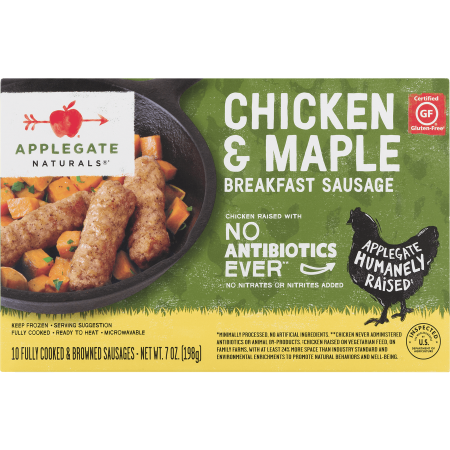 APPLEGATE
NATURALS®*
CHICKEN
& MAPLE
BREAKFAST SAUSAGE
Certified
GF
Gluten-Free®
CHICKEN RAISED WITH
NO
ANTIBIOTICS
EVER**
NO NITRATES OR NITRITES ADDED
APPLEGATE
HUMANELY
RAISED†
KEEP FROZEN • SERVING SUGGESTION
FULLY COOKED • READY TO HEAT • MICROWAVABLE
10 FULLY COOKED & BROWNED SAUSAGES • NET WT. 7 OZ. (198g)
*MINIMALLY PROCESSED, NO ARTIFICIAL INGREDIENTS. **CHICKEN NEVER ADMINISTERED
ANTIBIOTICS OR ANIMAL BY-PRODUCTS. †CHICKEN RAISED ON VEGETARIAN FEED, ON
FAMILY FARMS, WITH AT LEAST 24% MORE SPACE THAN INDUSTRY STANDARD AND
ENVIRONMENTAL ENRICHMENTS TO PROMOTE NATURAL BEHAVIORS AND WELL-BEING.
INSPECTED
U.S.
DEPARTMENT OF
AGRICULTURE